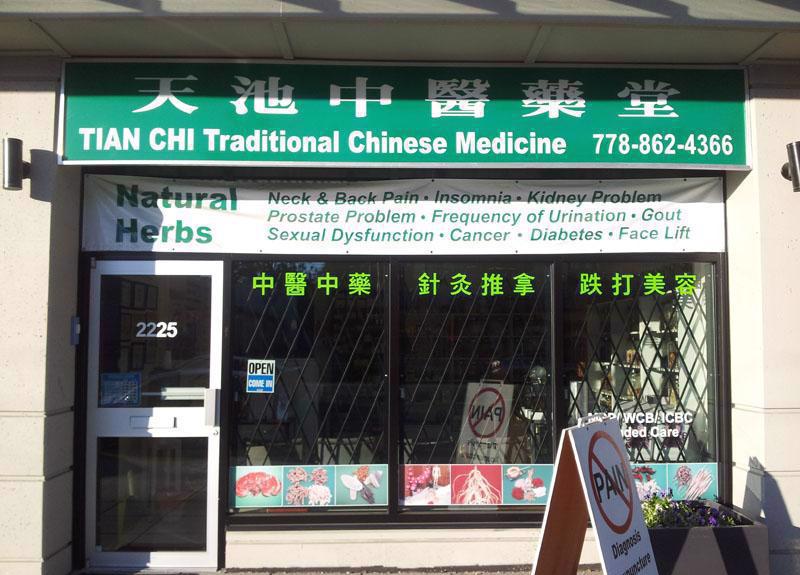 天池中醫藥堂
TIAN CHI Traditional Chinese Medicine 778-862-4366
Natural Herbs
Neck & Back Pain • Insomnia • Kidney Problem
Prostate Problem • Frequency of Urination • Gout
Sexual Dysfunction • Cancer • Diabetes • Face Lift
中醫中藥 針灸推拿 跌打美容
2225
OPEN
COME IN
PAIN
WCB/ICBC
Care
PAIN
Diagnosis